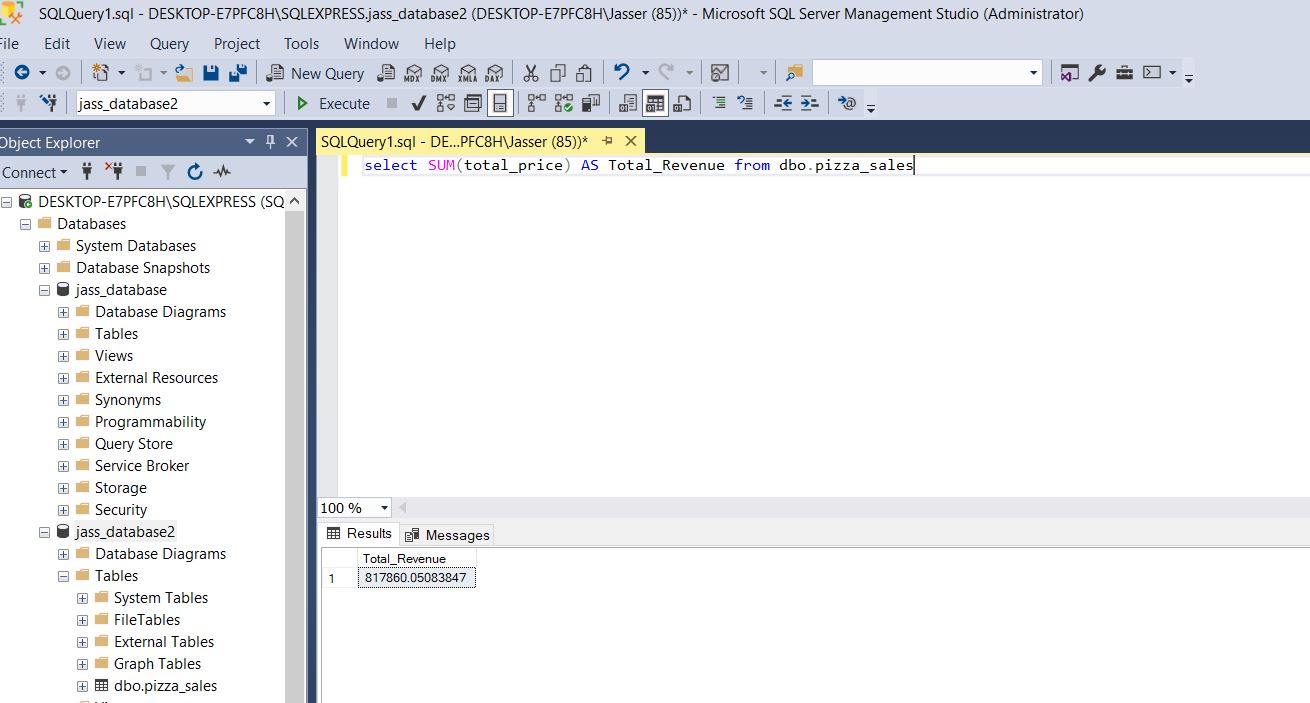 SQLQuery1.sql - DESKTOP-E7PFC8H\SQLEXPRESS.jass_database2 (DESKTOP-E7PFC8H\Jasser (85))* - Microsoft SQL Server Management Studio (Administrator)
File Edit View Query Project Tools Window Help
New Query MDX DMX XMLA DAX
jass_database2 Execute
Object Explorer
SQLQuery1.sql - DE...PFC8H\Jasser (85))*
Connect
select SUM(total_price) AS Total_Revenue from dbo.pizza_sales
DESKTOP-E7PFC8H\SQLEXPRESS (SQ
Databases
System Databases
Database Snapshots
jass_database
Database Diagrams
Tables
Views
External Resources
Synonyms
Programmability
Query Store
Service Broker
Storage
Security
jass_database2
Database Diagrams
Tables
System Tables
FileTables
External Tables
Graph Tables
dbo.pizza_sales
100 %
Results Messages
Total_Revenue
1 817860.05083847